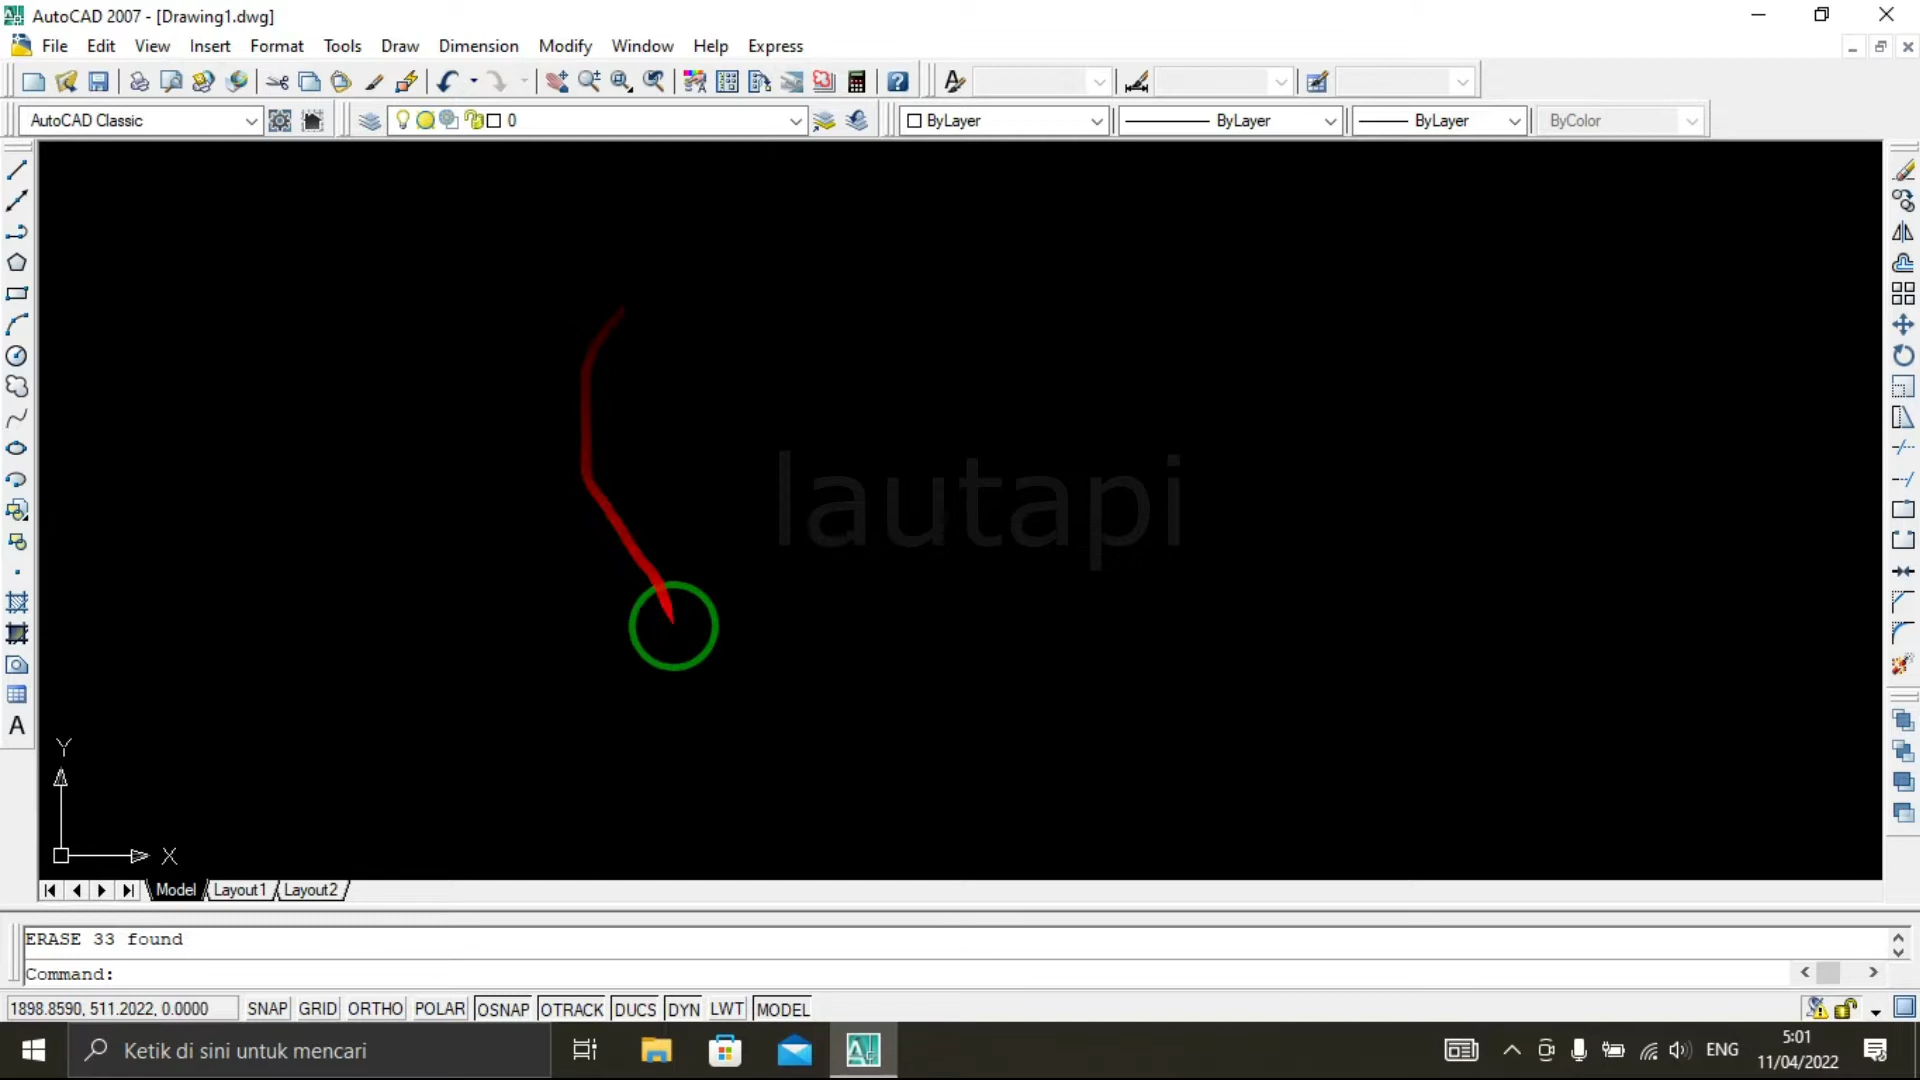 AutoCAD 2007 - [Drawing1.dwg]
File Edit View Insert Format Tools Draw Dimension Modify Window Help Express
AutoCAD Classic 0 ByLayer ByLayer ByLayer ByColor
lautapi
A
Y
X
Model Layout1 Layout2
ERASE 33 found
Command:
1898.8590, 511.2022, 0.0000 SNAP GRID ORTHO POLAR OSNAP OTRACK DUCS DYN LWT MODEL
Ketik di sini untuk mencari ENG 5:01
11/04/2022